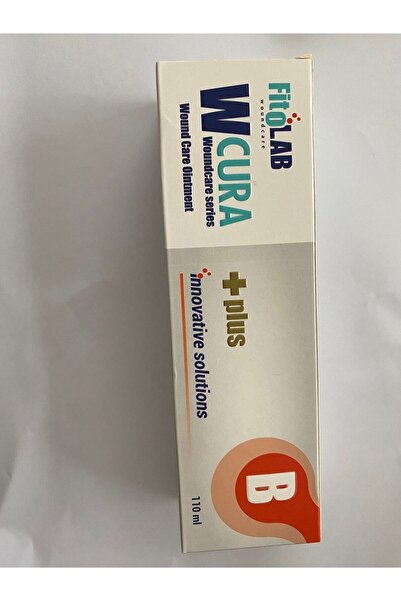 FitoLAB
woundcare
WCURA
Woundcare series
Wound Care Ointment
plus
innovative solutions
B
110 ml